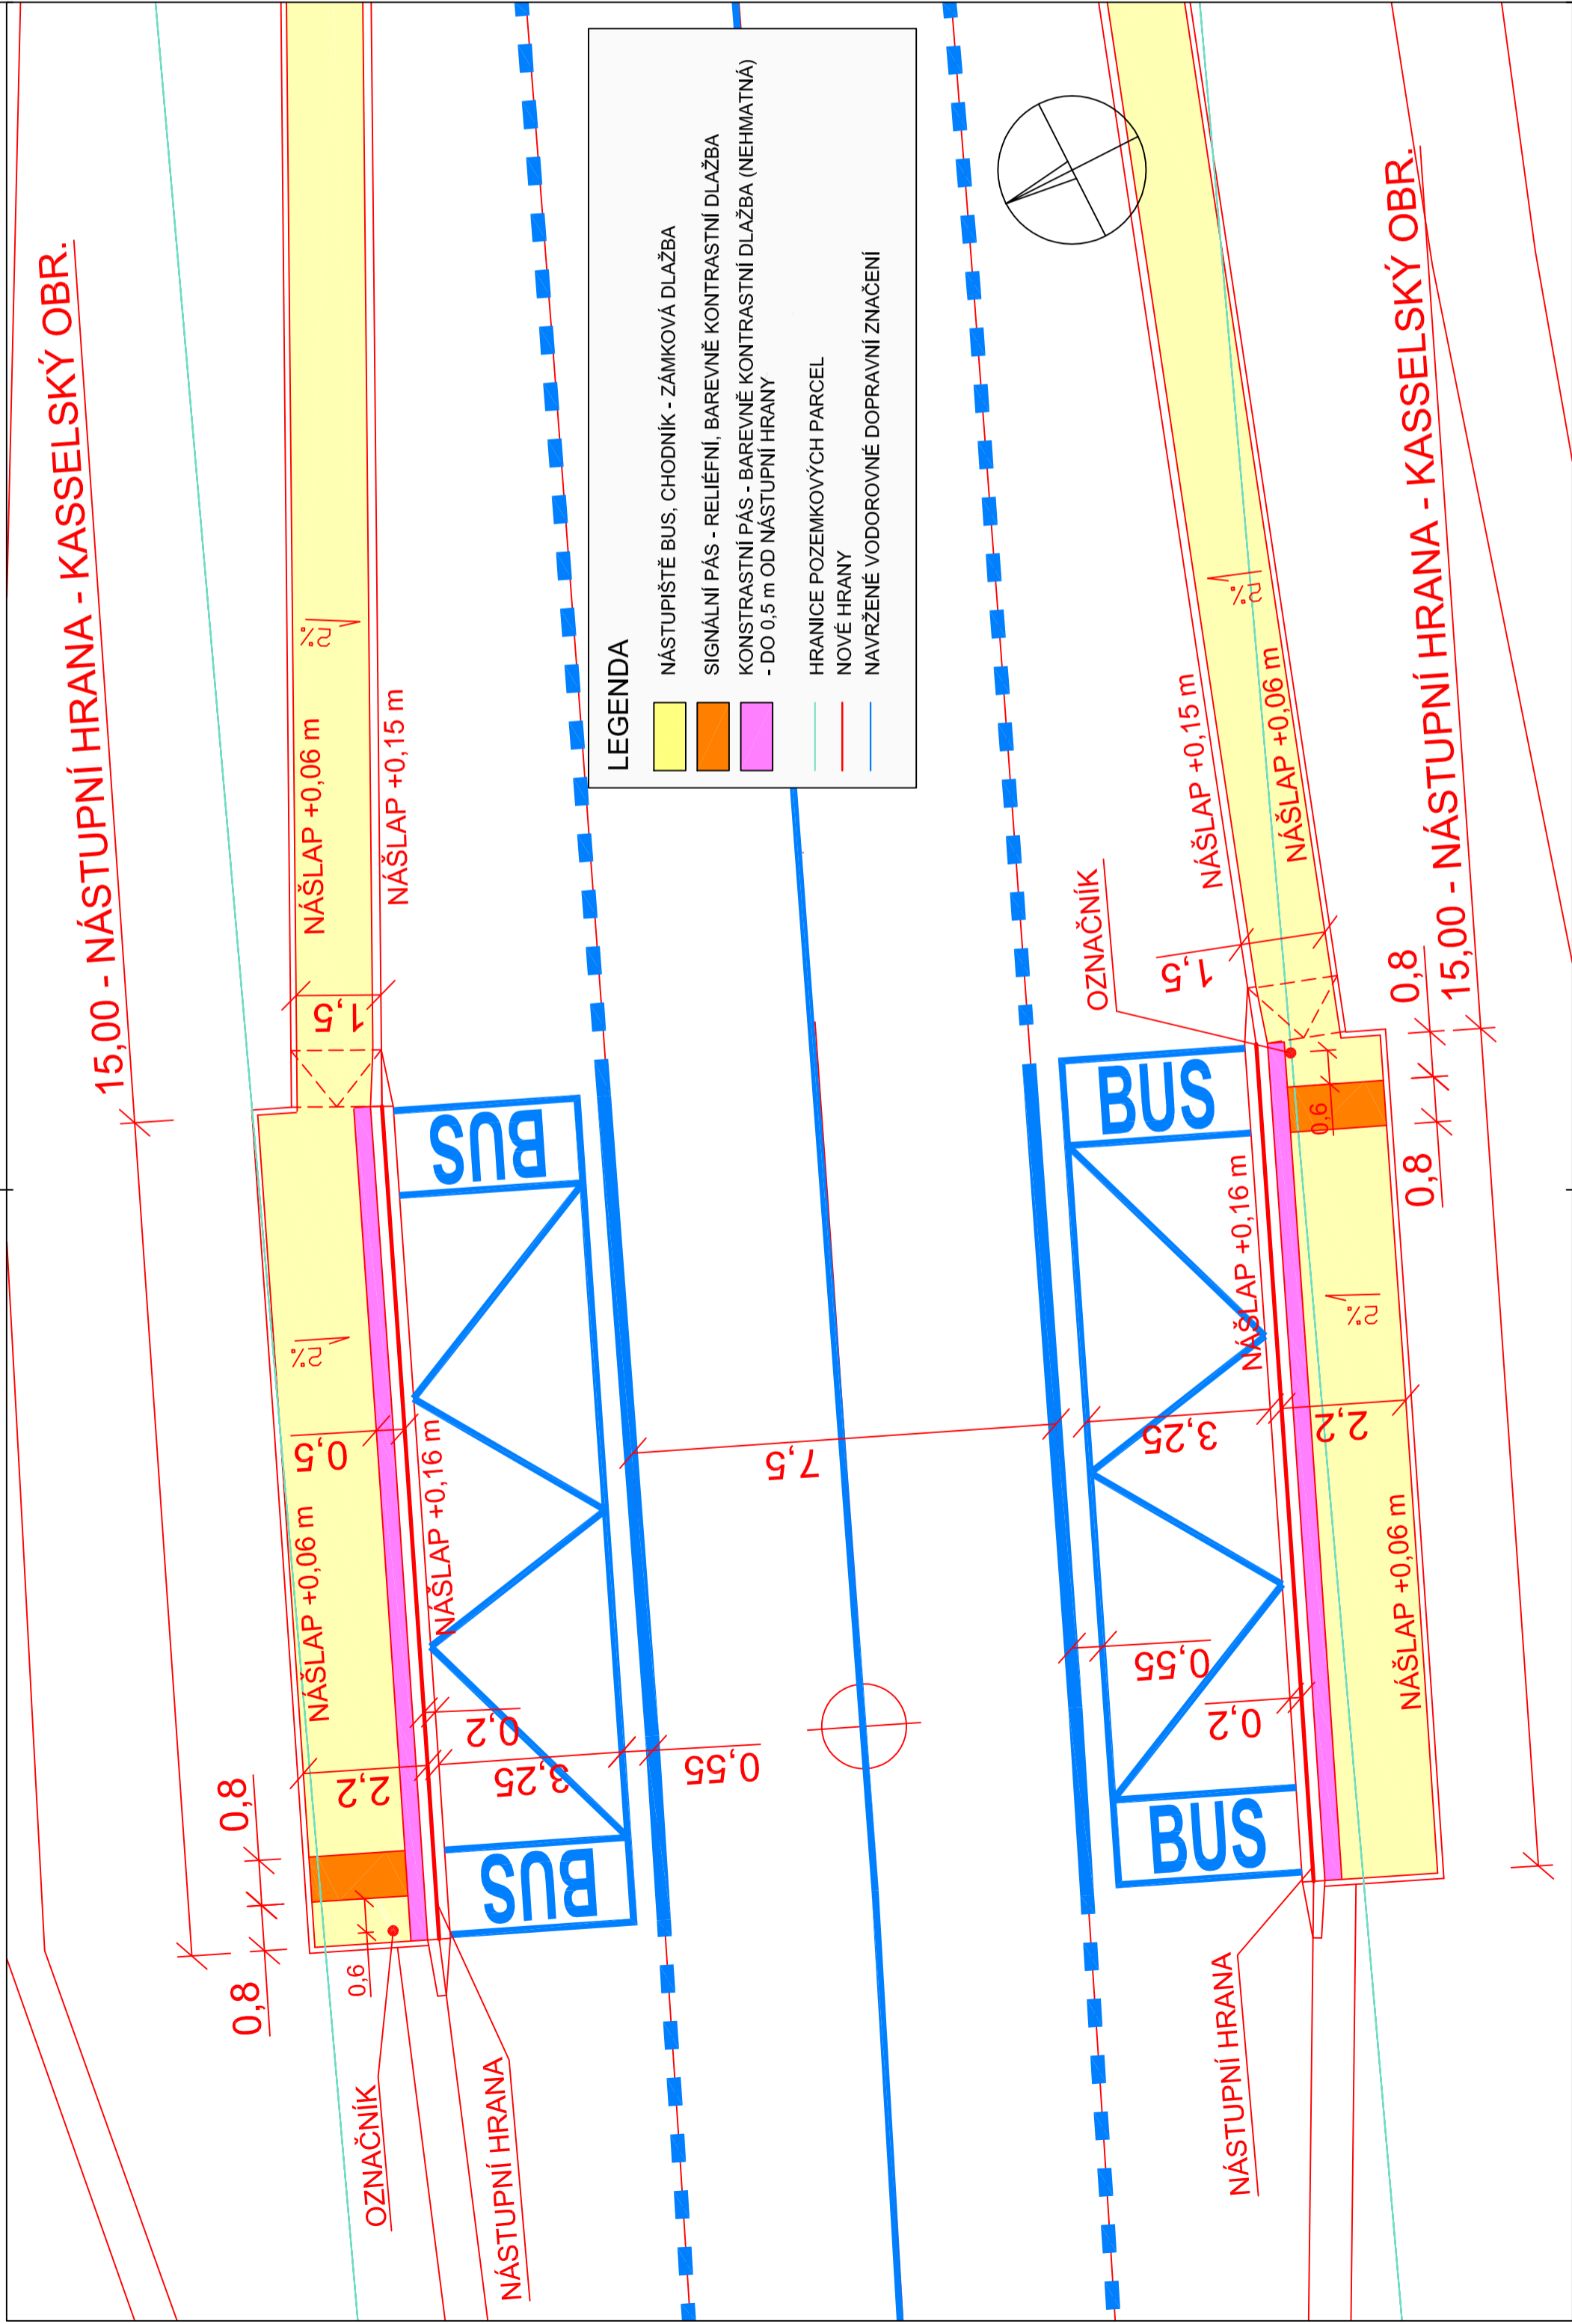 15,00 - NÁSTUPNÍ HRANA - KASSELSKÝ OBR.
0,8
0,8
0,6
OZNAČNÍK
NÁSTUPNÍ HRANA
NÁŠLAP +0,06 m
2,2
0,5
2%
NÁŠLAP +0,16 m
0,2
3,25
0,55
BUS
BUS
1,5
NÁŠLAP +0,06 m
NÁŠLAP +0,15 m
2%
7,5
LEGENDA
NÁSTUPIŠTĚ BUS, CHODNÍK - ZÁMKOVÁ DLAŽBA
SIGNÁLNÍ PÁS - RELIÉFNÍ, BAREVNĚ KONTRASTNÍ DLAŽBA
KONSTRASTNÍ PÁS - BAREVNĚ KONTRASTNÍ DLAŽBA (NEHMATNÁ)
- DO 0,5 m OD NÁSTUPNÍ HRANY
HRANICE POZEMKOVÝCH PARCEL
NOVÉ HRANY
NAVRŽENÉ VODOROVNÉ DOPRAVNÍ ZNAČENÍ
BUS
BUS
0,55
0,2
3,25
2,2
NÁŠLAP +0,16 m
NÁSTUPNÍ HRANA
NÁŠLAP +0,06 m
2%
0,6
0,8
0,8
OZNAČNÍK
1,5
NÁŠLAP +0,15 m
NÁŠLAP +0,06 m
2%
15,00 - NÁSTUPNÍ HRANA - KASSELSKÝ OBR.